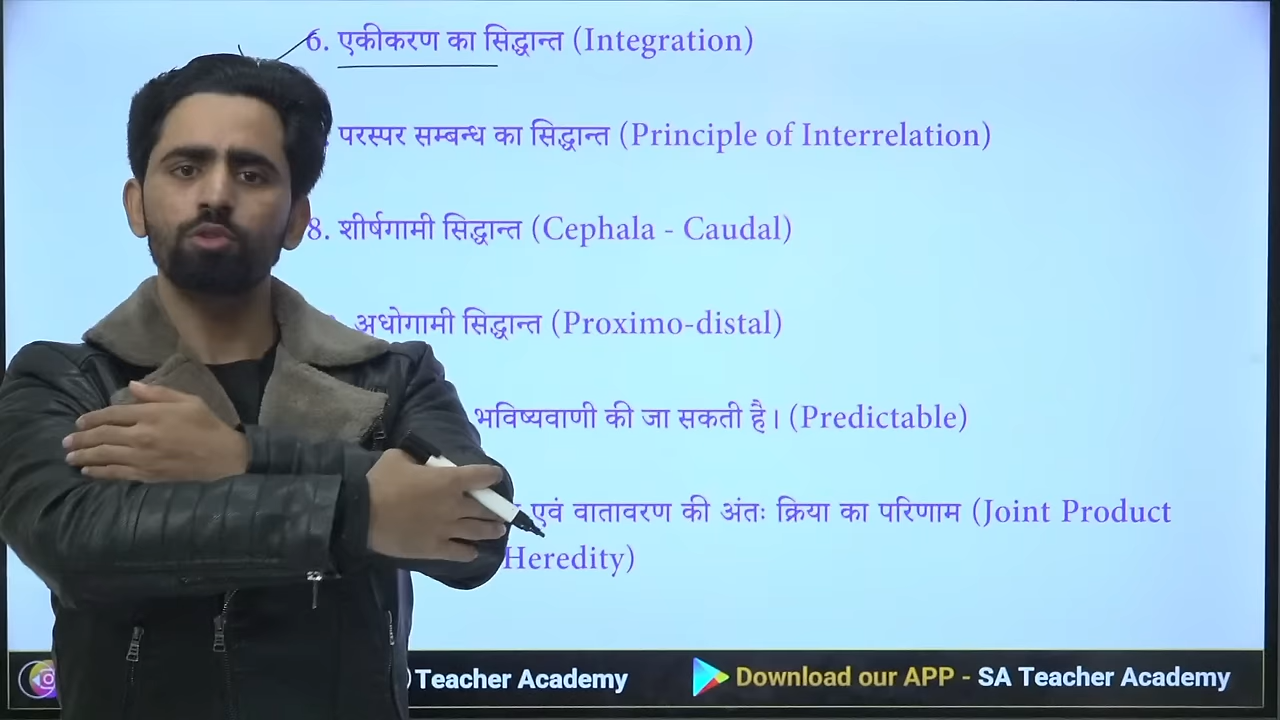 6. एकीकरण का सिद्धान्त (Integration)
परस्पर सम्बन्ध का सिद्धान्त (Principle of Interrelation)
8. शीर्षगामी सिद्धान्त (Cephala - Caudal)
अधोगामी सिद्धान्त (Proximo-distal)
भविष्यवाणी की जा सकती है। (Predictable)
एवं वातावरण की अंतः क्रिया का परिणाम (Joint Product
Heredity)
Teacher Academy
Download our APP - SA Teacher Academy